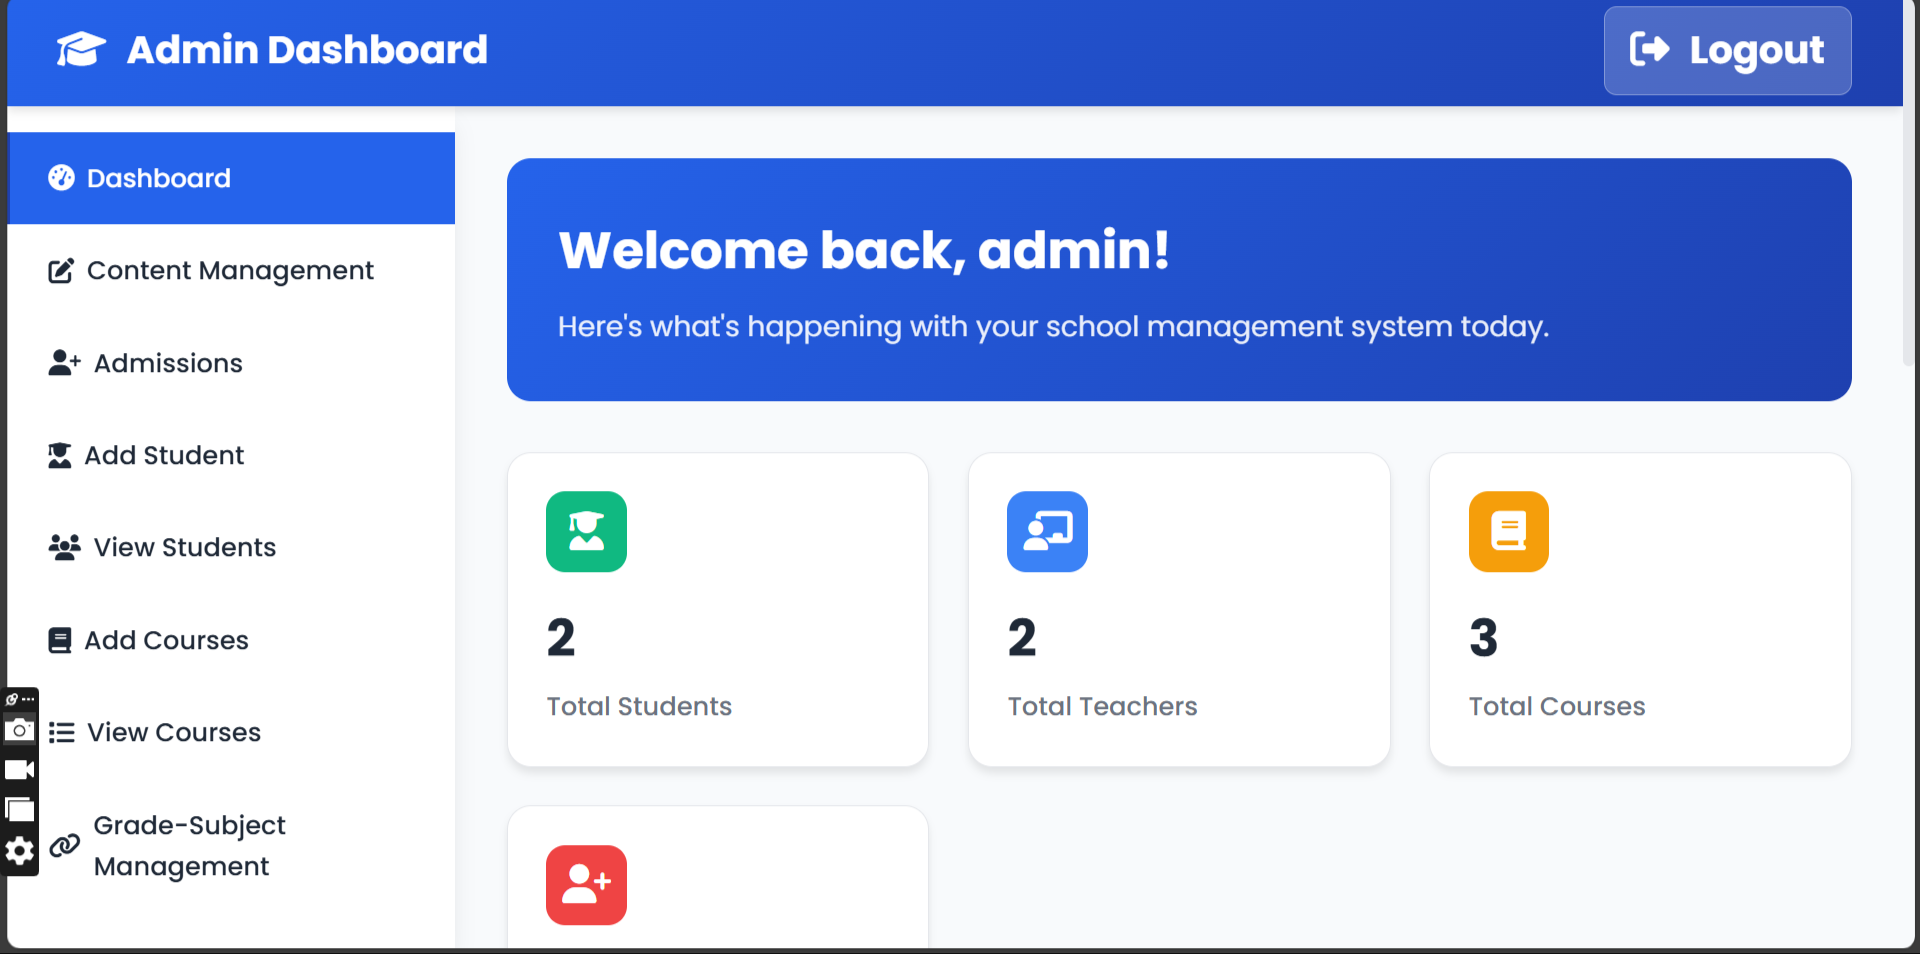 Admin Dashboard
Logout
Dashboard
Content Management
Admissions
Add Student
View Students
Add Courses
View Courses
Grade-Subject
Management
Welcome back, admin!
Here's what's happening with your school management system today.
2
Total Students
2
Total Teachers
3
Total Courses